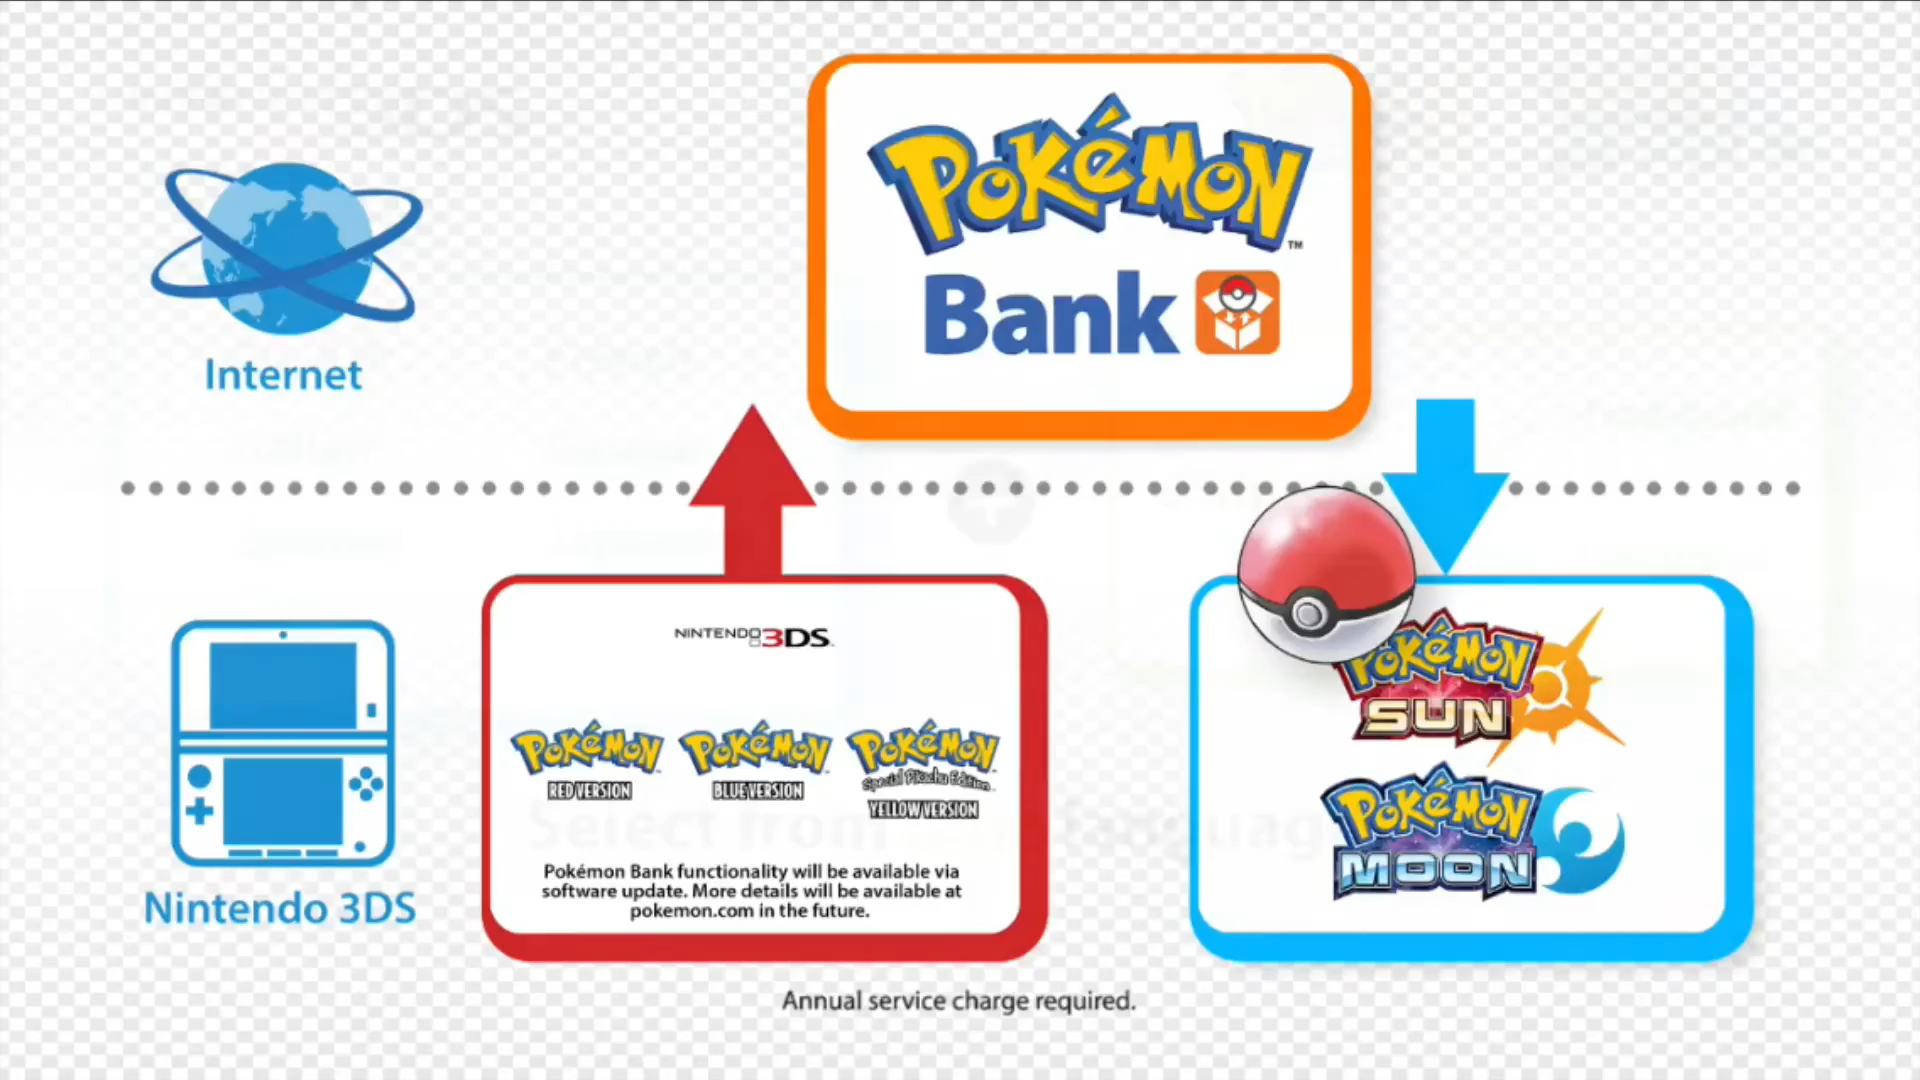 Pokémon
TM
Bank
Internet
NINTENDO3DS
Pokémon
RED VERSION
Pokémon
BLUE VERSION
Pokémon
Special Pikachu Edition
YELLOW VERSION
Pokémon Bank functionality will be available via
software update. More details will be available at
pokemon.com in the future.
Nintendo 3DS
Pokémon
SUN
Pokémon
MOON
Annual service charge required.